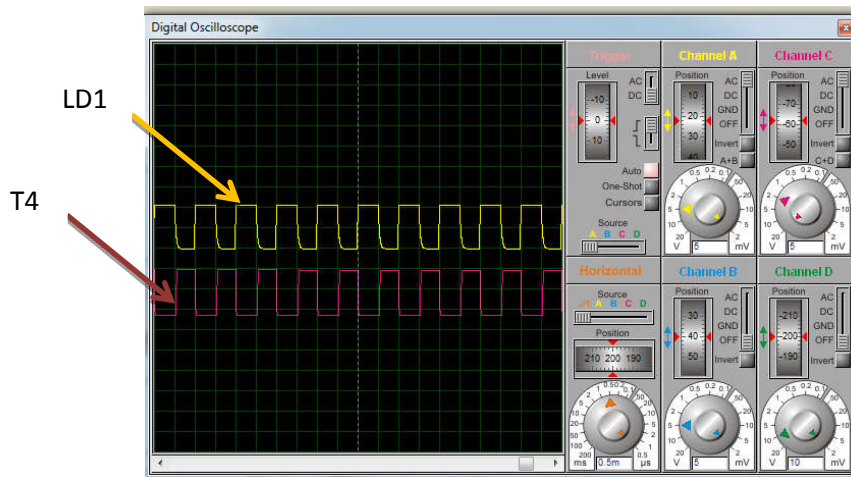 Digital Oscilloscope
LD1
T4
Trigger
Level
-10
0
10
AC
DC
Auto
One-Shot
Cursors
Source
A B C D
Channel A
Position
10
20
30
40
AC
DC
GND
OFF
Invert
A+B
V 5 mV
Channel C
Position
-70
-60
-50
AC
DC
GND
OFF
Invert
C+D
V 5 mV
Horizontal
Source
A B C D
Position
210 200 190
ms 0.5m µs
Channel B
Position
30
40
50
AC
DC
GND
OFF
Invert
V 5 mV
Channel D
Position
-210
-200
-190
AC
DC
GND
OFF
Invert
V 10 mV